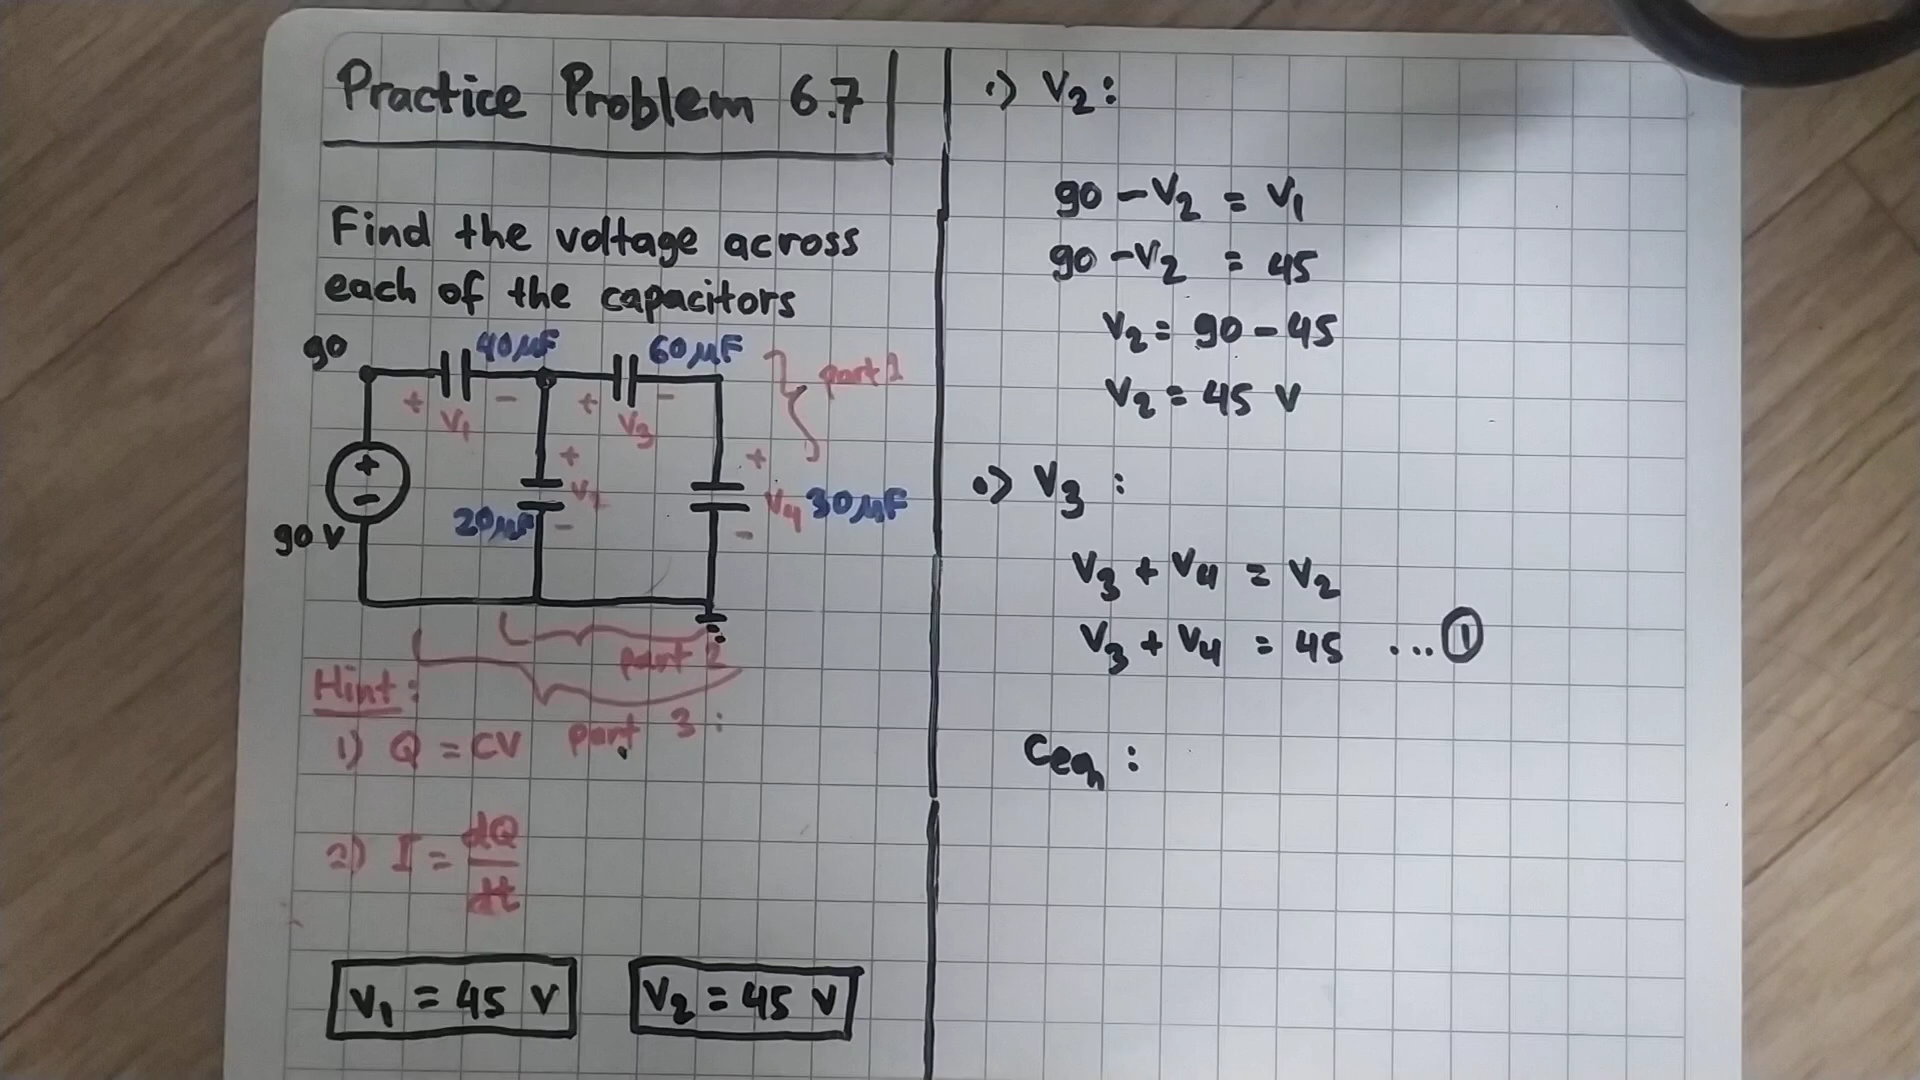 Practice Problem 6.7
Find the voltage across
each of the capacitors
90
40μF
60μF
part 1
+ V1 -
+ V3 -
+
-
90 V
+
V2
-
20μF
+
V4
-
30μF
part 2
part 3:
Hint:
1) Q = CV
2) I = dQ/dt
V1 = 45 V
V2 = 45 V
•> V2:
90 - V2 = V1
90 - V2 = 45
V2 = 90 - 45
V2 = 45 V
•> V3:
V3 + V4 = V2
V3 + V4 = 45 ...①
Ceq: